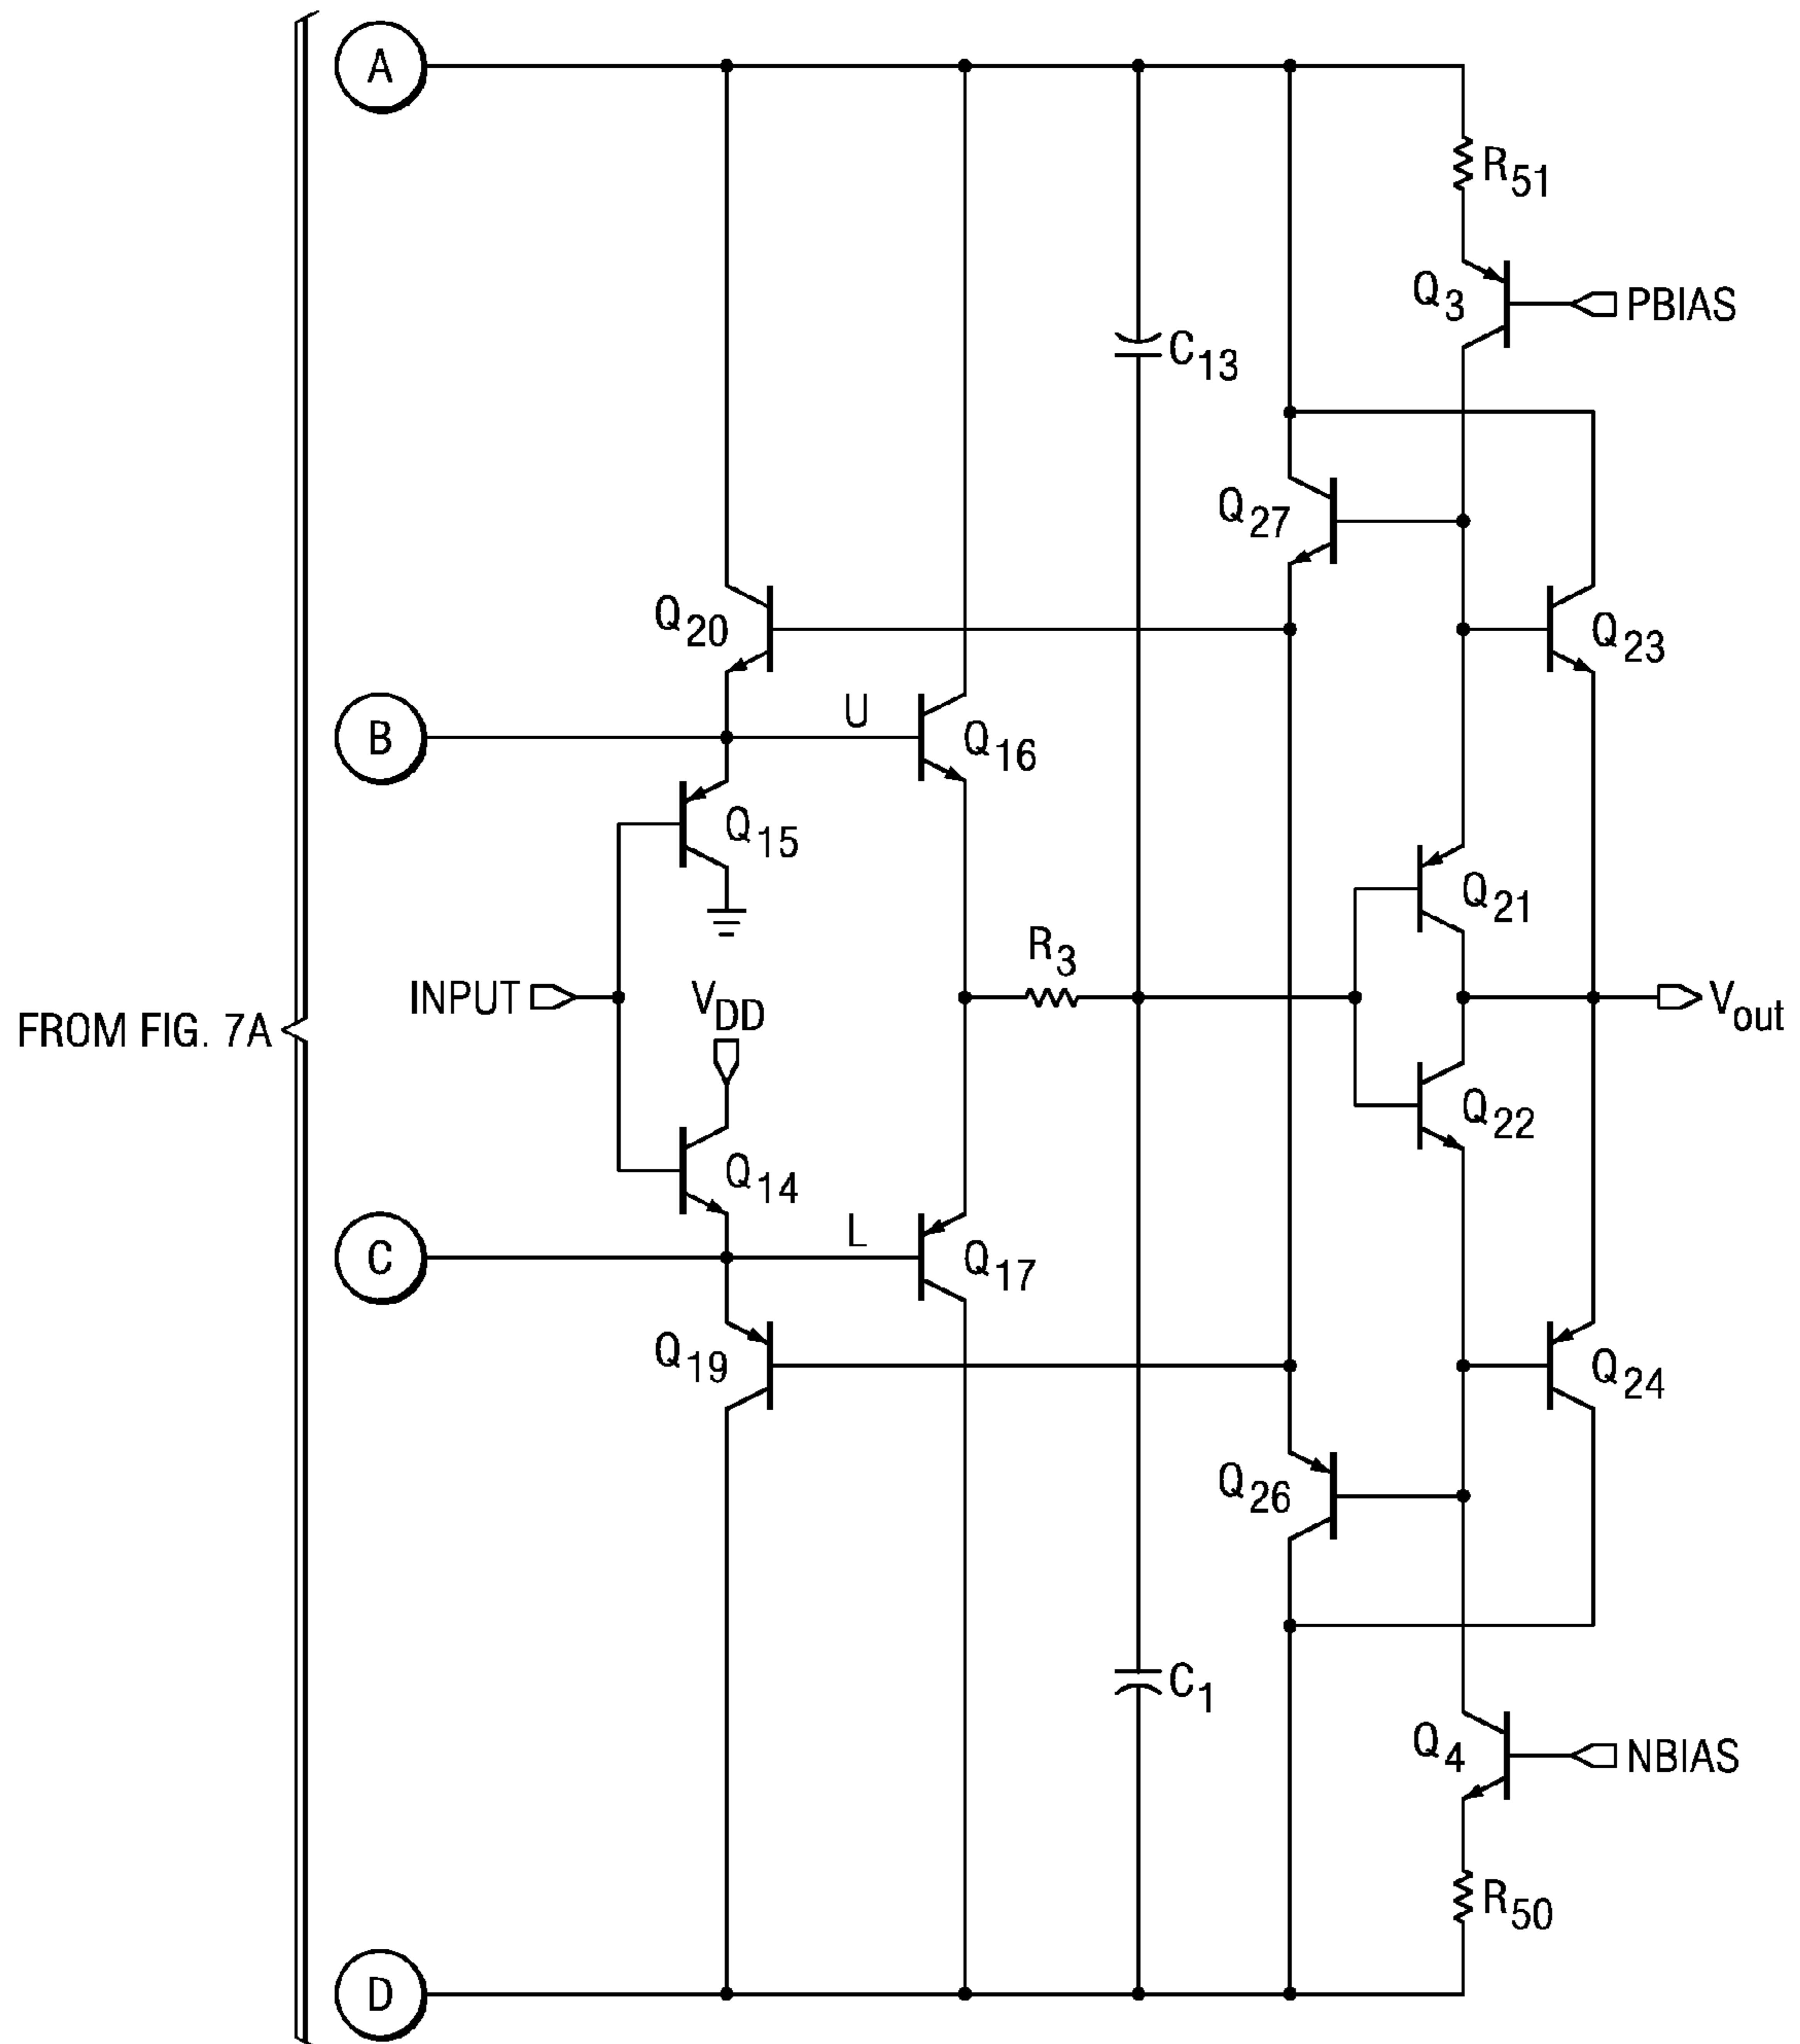 A
R51
Q3
PBIAS
C13
Q27
Q20
Q23
B
U
Q16
Q15
Q21
R3
INPUT
VDD
Vout
FROM FIG. 7A
Q22
Q14
C
L
Q17
Q19
Q24
Q26
C1
Q4
NBIAS
R50
D